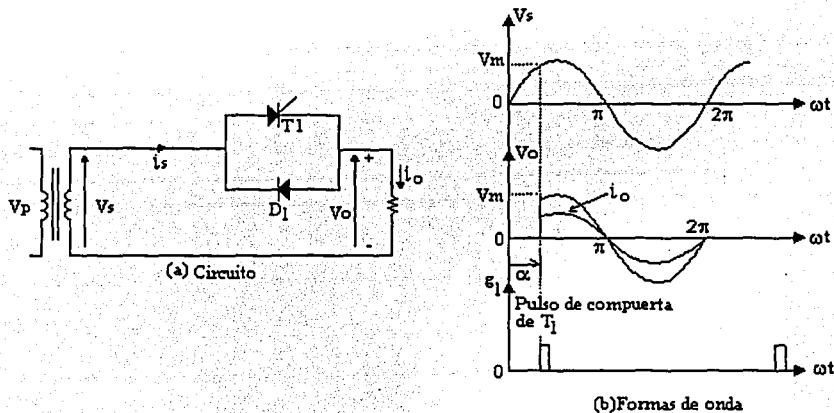 Vp
Vs
is
T1
D1
+
Vo
-
io
(a) Circuito
Vs
Vm
0
π
2π
ωt
Vo
Vm
io
0
π
2π
ωt
α
g1
Pulso de compuerta
de T1
0
ωt
(b)Formas de onda